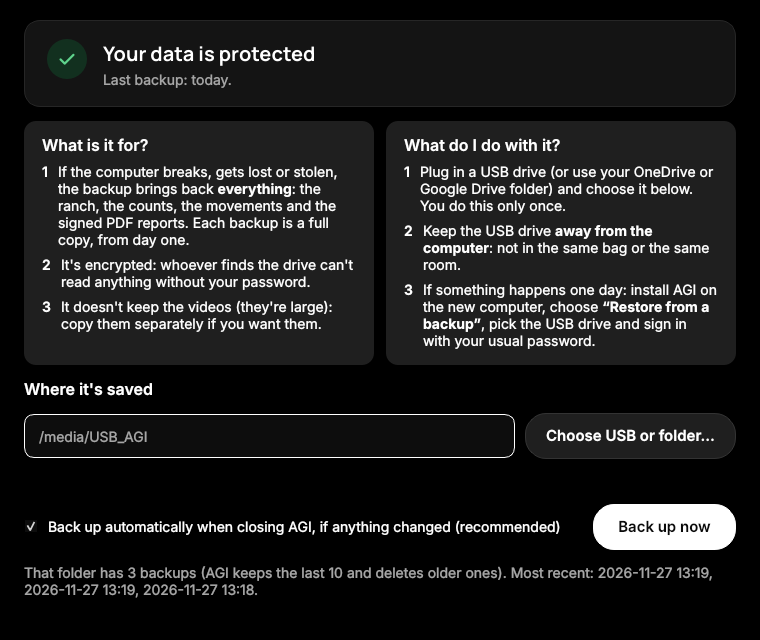 Your data is protected
Last backup: today.
What is it for?
1 If the computer breaks, gets lost or stolen,
the backup brings back everything: the
ranch, the counts, the movements and the
signed PDF reports. Each backup is a full
copy, from day one.
2 It's encrypted: whoever finds the drive can't
read anything without your password.
3 It doesn't keep the videos (they're large):
copy them separately if you want them.
What do I do with it?
1 Plug in a USB drive (or use your OneDrive or
Google Drive folder) and choose it below.
You do this only once.
2 Keep the USB drive away from the
computer: not in the same bag or the same
room.
3 If something happens one day: install AGI on
the new computer, choose “Restore from a
backup”, pick the USB drive and sign in
with your usual password.
Where it's saved
/media/USB_AGI
Choose USB or folder...
Back up automatically when closing AGI, if anything changed (recommended)
Back up now
That folder has 3 backups (AGI keeps the last 10 and deletes older ones). Most recent: 2026-11-27 13:19,
2026-11-27 13:19, 2026-11-27 13:18.